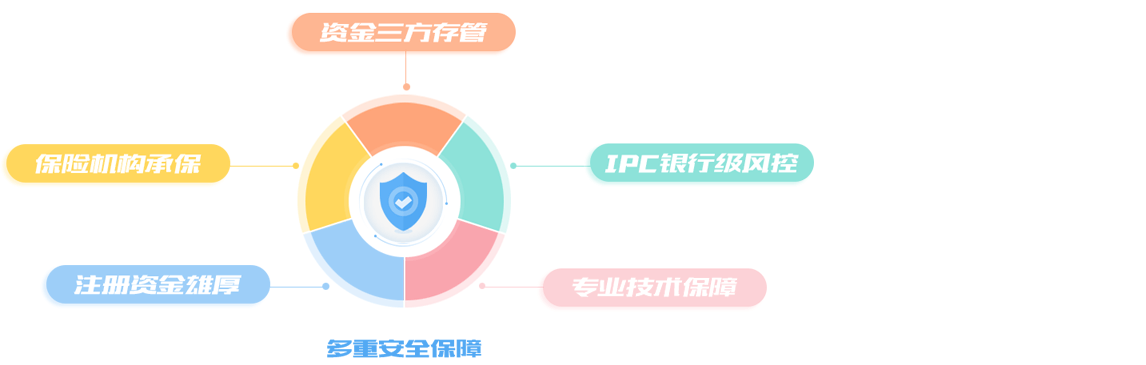 资金三方存管
保险机构承保
IPC银行级风控
注册资金雄厚
专业技术保障
多重安全保障